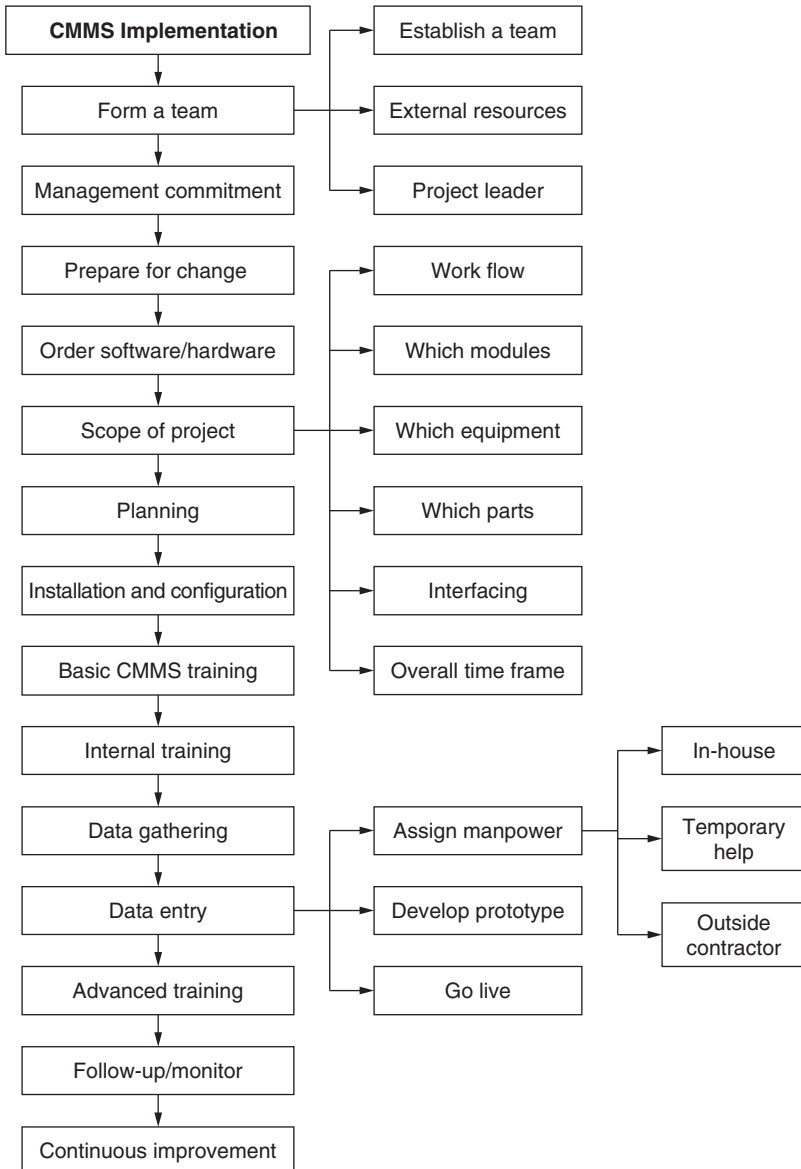 CMMS Implementation
Form a team
Management commitment
Prepare for change
Order software/hardware
Scope of project
Planning
Installation and configuration
Basic CMMS training
Internal training
Data gathering
Data entry
Advanced training
Follow-up/monitor
Continuous improvement
Establish a team
External resources
Project leader
Work flow
Which modules
Which equipment
Which parts
Interfacing
Overall time frame
Assign manpower
Develop prototype
Go live
In-house
Temporary
help
Outside
contractor